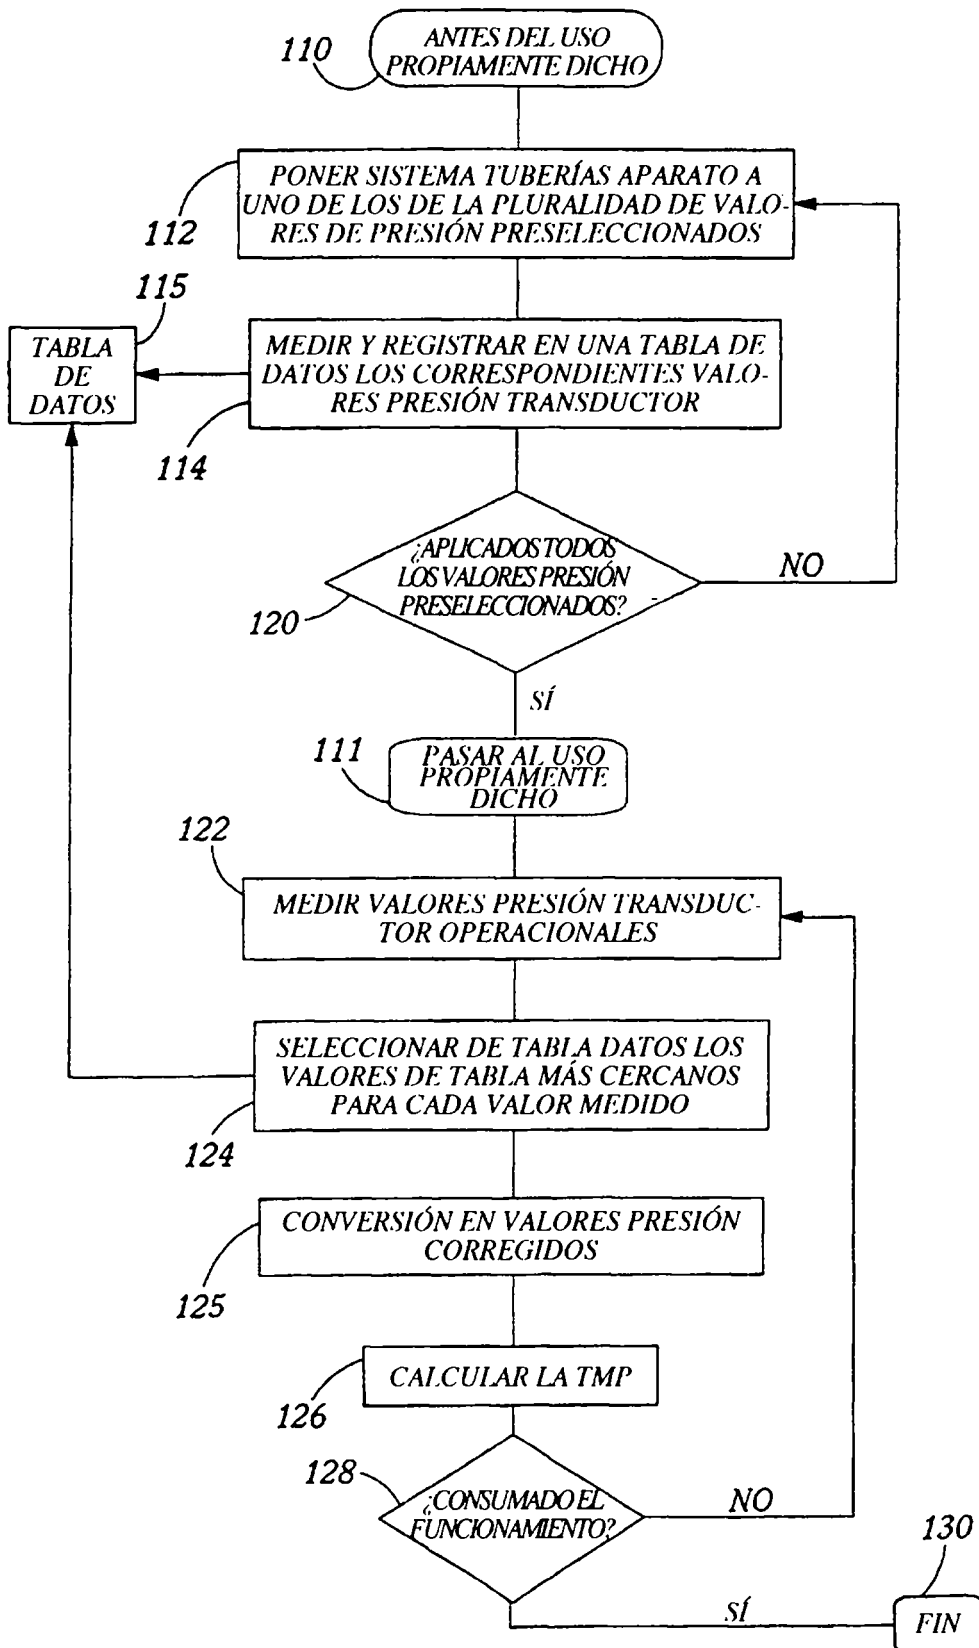 110
ANTES DEL USO
PROPIAMENTE DICHO
112
PONER SISTEMA TUBERÍAS APARATO A
UNO DE LOS DE LA PLURALIDAD DE VALO-
RES DE PRESIÓN PRESELECCIONADOS
115
TABLA
DE
DATOS
MEDIR Y REGISTRAR EN UNA TABLA DE
DATOS LOS CORRESPONDIENTES VALO-
RES PRESIÓN TRANSDUCTOR
114
¿APLICADOS TODOS
LOS VALORES PRESIÓN
PRESELECCIONADOS?
NO
120
SÍ
111
PASAR AL USO
PROPIAMENTE
DICHO
122
MEDIR VALORES PRESIÓN TRANSDUC-
TOR OPERACIONALES
SELECCIONAR DE TABLA DATOS LOS
VALORES DE TABLA MÁS CERCANOS
PARA CADA VALOR MEDIDO
124
CONVERSIÓN EN VALORES PRESIÓN
CORREGIDOS
125
CALCULAR LA TMP
126
128
¿CONSUMADO EL
FUNCIONAMIENTO?
NO
130
SÍ
FIN